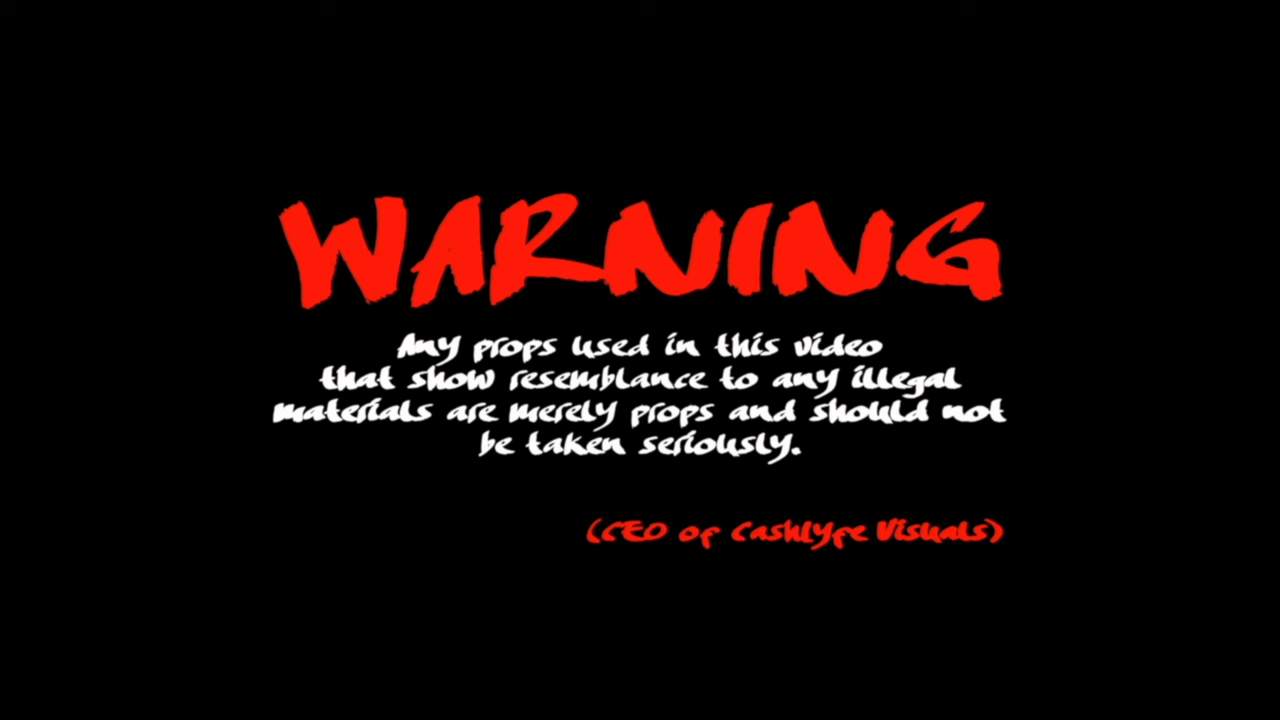 WARNING
Any props used in this video
that show resemblance to any illegal
materials are merely props and should not
be taken seriously.
(CEO of Cashlyfe Visuals)